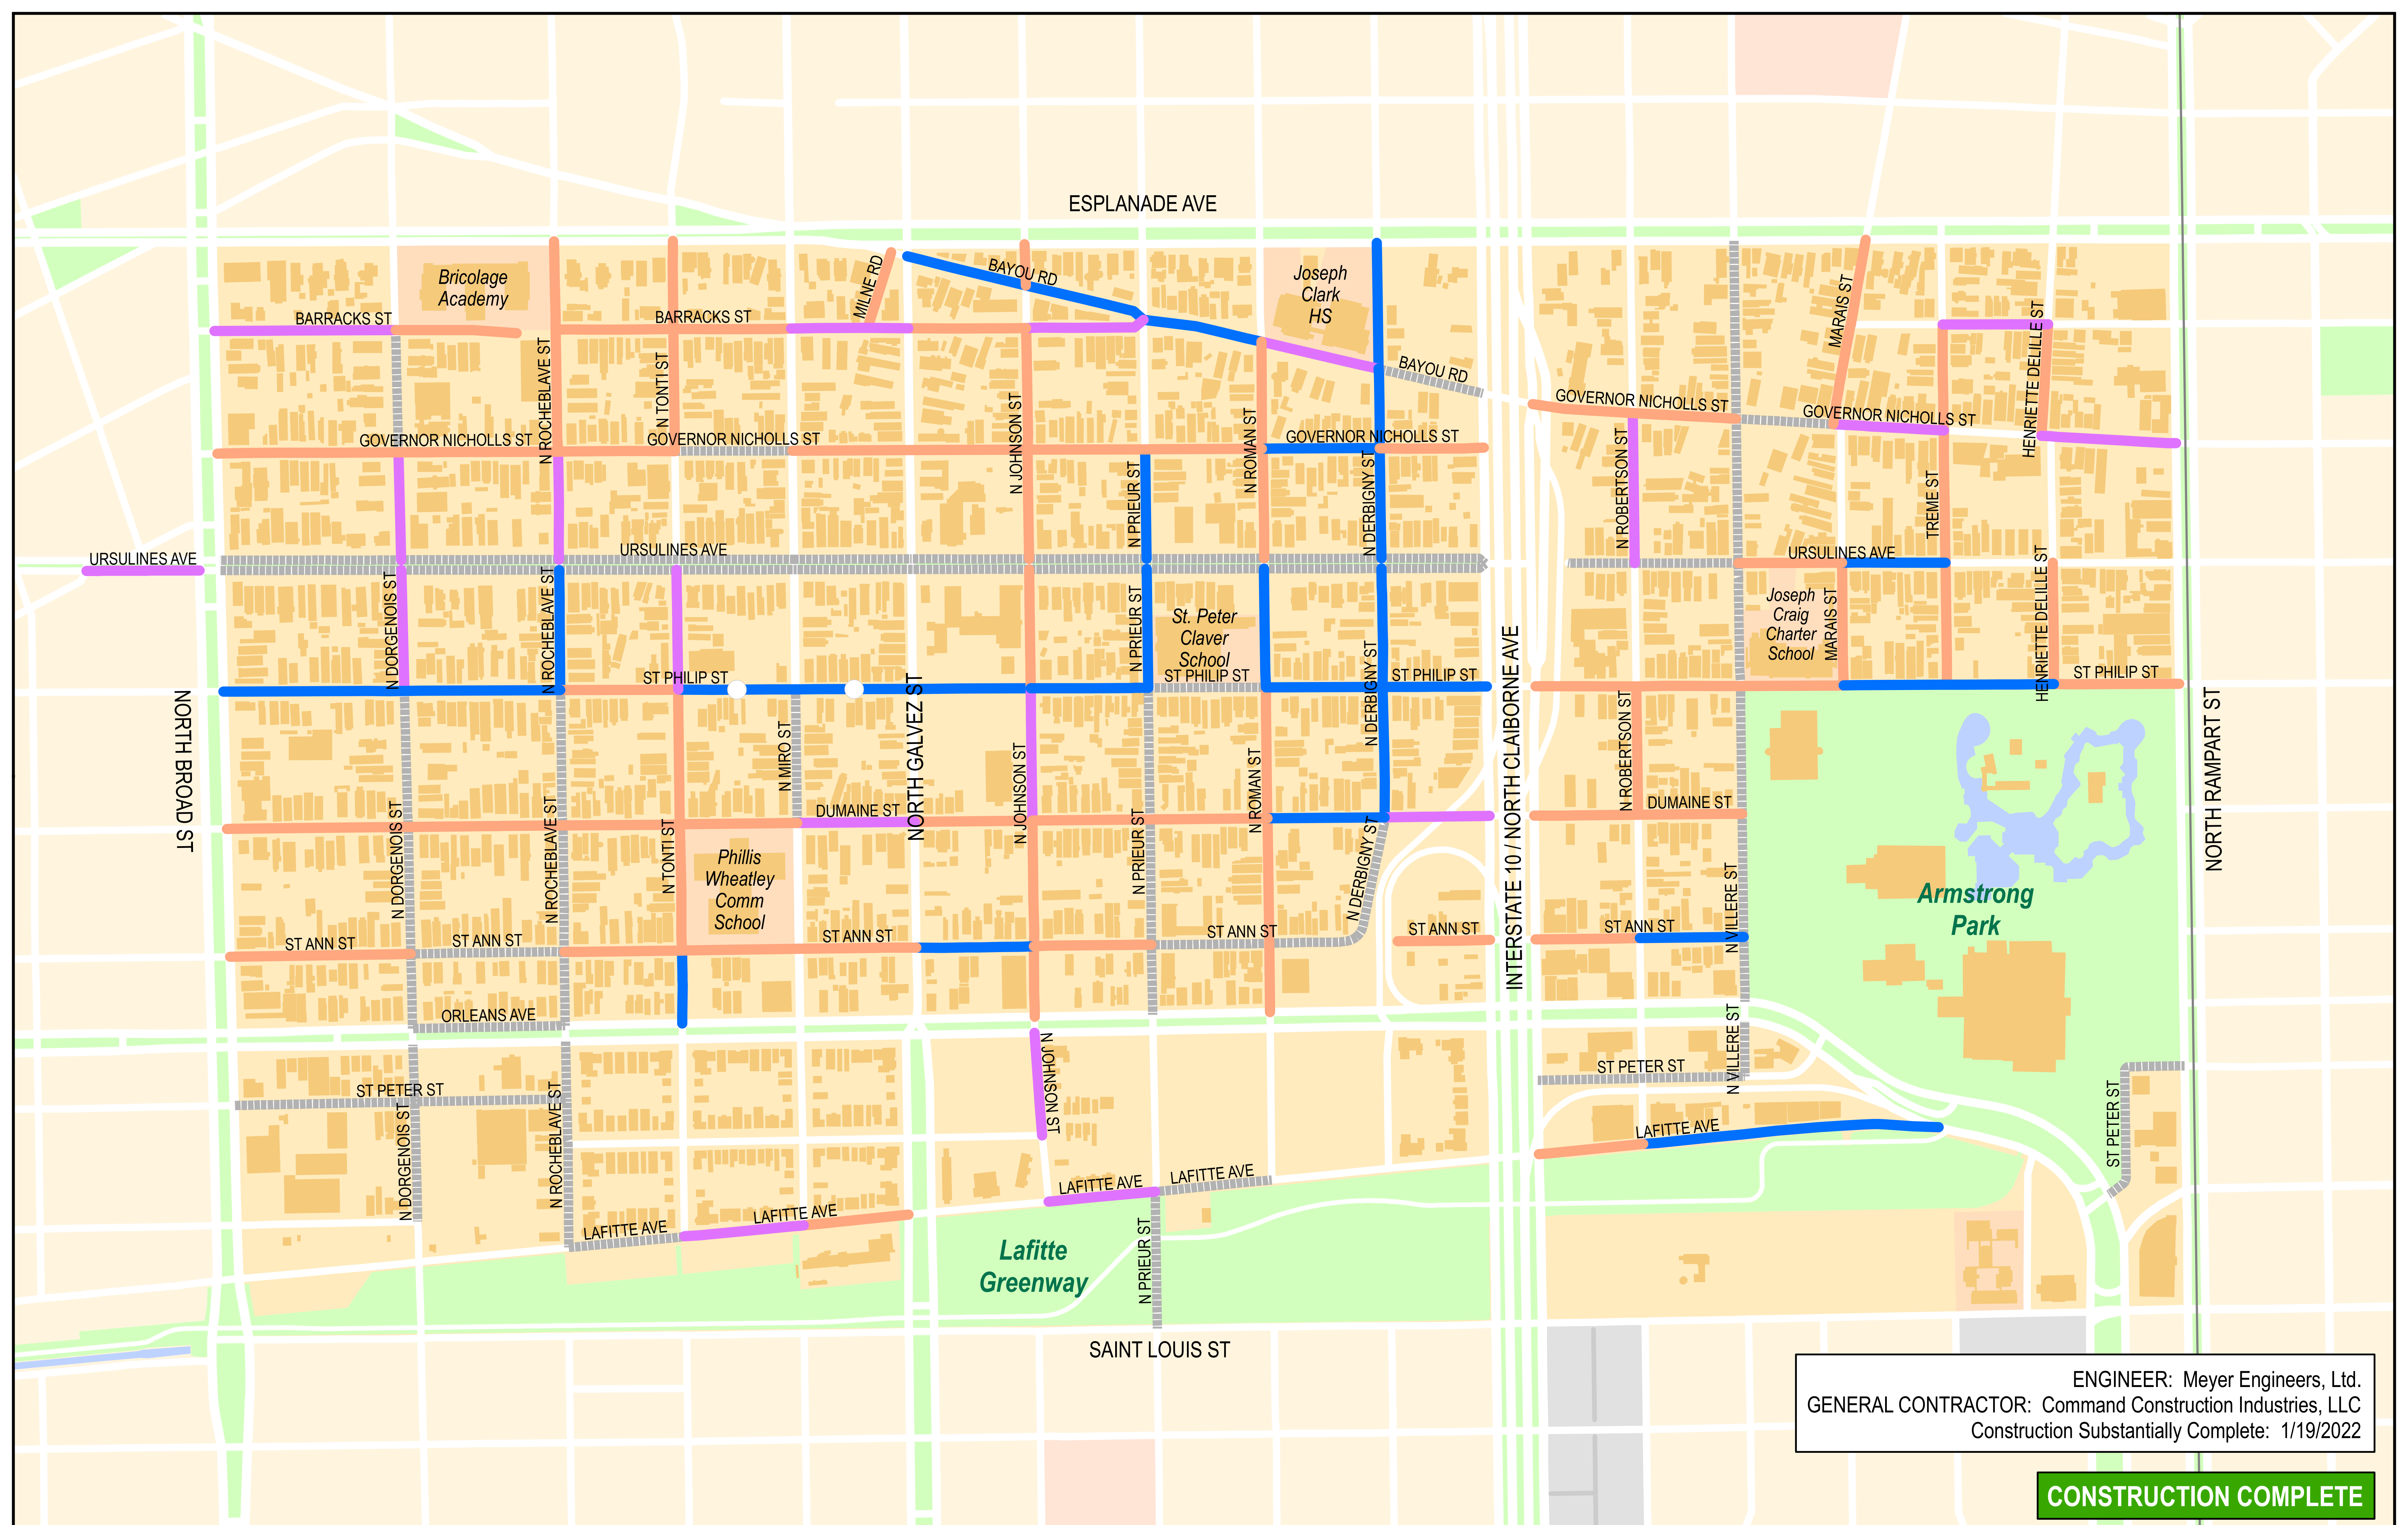 ESPLANADE AVE
Bricolage
Academy
MILNE RD
BAYOU RD
Joseph
Clark
HS
MARAIS ST
HENRIETTE DELILLE ST
BARRACKS ST
BARRACKS ST
N ROCHEBLAVE ST
N TONTI ST
BAYOU RD
GOVERNOR NICHOLLS ST
GOVERNOR NICHOLLS ST
GOVERNOR NICHOLLS ST
GOVERNOR NICHOLLS ST
GOVERNOR NICHOLLS ST
N JOHNSON ST
N ROMAN ST
N PRIEUR ST
N DERBIGNY ST
N ROBERTSON ST
TREME ST
URSULINES AVE
URSULINES AVE
URSULINES AVE
N DORGENOIS ST
N ROCHEBLAVE ST
N PRIEUR ST
St. Peter
Claver
School
Joseph
Craig
Charter
School
MARAIS ST
HENRIETTE DELILLE ST
ST PHILIP ST
ST PHILIP ST
ST PHILIP ST
ST PHILIP ST
N DERBIGNY ST
NORTH BROAD ST
NORTH GALVEZ ST
INTERSTATE 10 / NORTH CLAIBORNE AVE
NORTH RAMPART ST
N MIRO ST
N JOHNSON ST
N ROMAN ST
N ROBERTSON ST
DUMAINE ST
DUMAINE ST
N DORGENOIS ST
N ROCHEBLAVE ST
N TONTI ST
Phillis
Wheatley
Comm
School
N PRIEUR ST
N DERBIGNY ST
N VILLERE ST
Armstrong
Park
ST ANN ST
ST ANN ST
ST ANN ST
ST ANN ST
ST ANN ST
ST ANN ST
ORLEANS AVE
N JOHNSON ST
N VILLERE ST
ST PETER ST
ST PETER ST
ST PETER ST
N DORGENOIS ST
N ROCHEBLAVE ST
LAFITTE AVE
LAFITTE AVE
LAFITTE AVE
LAFITTE AVE
LAFITTE AVE
Lafitte
Greenway
N PRIEUR ST
SAINT LOUIS ST
ENGINEER: Meyer Engineers, Ltd.
GENERAL CONTRACTOR: Command Construction Industries, LLC
Construction Substantially Complete: 1/19/2022
CONSTRUCTION COMPLETE